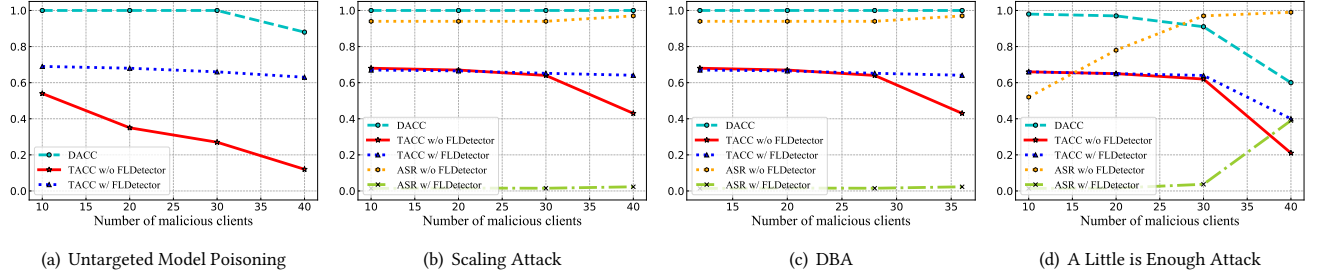 1.0
0.8
0.6
0.4
0.2
0.0
DACC
TACC w/o FLDetector
TACC w/ FLDetector
10 15 20 25 30 35 40
Number of malicious clients
(a) Untargeted Model Poisoning
1.0
0.8
0.6
0.4
0.2
0.0
DACC
TACC w/o FLDetector
TACC w/ FLDetector
ASR w/o FLDetector
ASR w/ FLDetector
10 15 20 25 30 35 40
Number of malicious clients
(b) Scaling Attack
1.0
0.8
0.6
0.4
0.2
0.0
DACC
TACC w/o FLDetector
TACC w/ FLDetector
ASR w/o FLDetector
ASR w/ FLDetector
15 20 25 30 35
Number of malicious clients
(c) DBA
1.0
0.8
0.6
0.4
0.2
0.0
DACC
TACC w/o FLDetector
TACC w/ FLDetector
ASR w/o FLDetector
ASR w/ FLDetector
10 15 20 25 30 35 40
Number of malicious clients
(d) A Little is Enough Attack